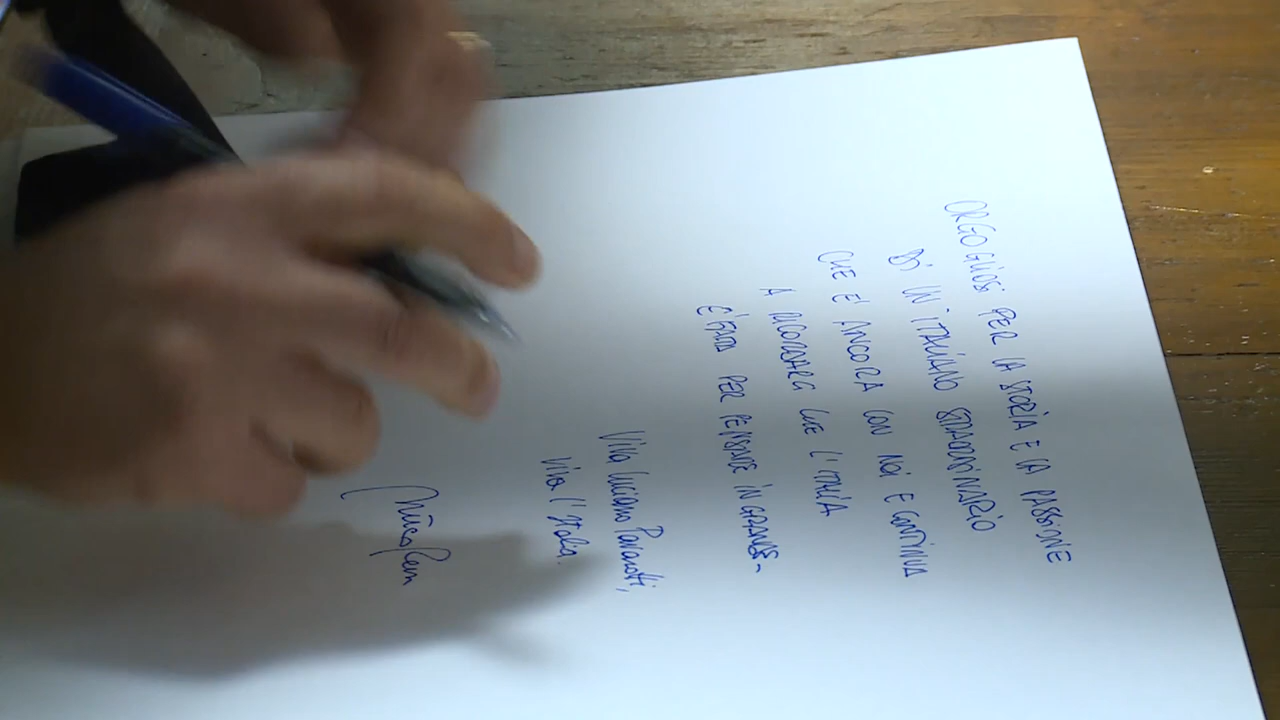 ORGOGLIOSI PER LA STORIA E LA PASSIONE
DI UN ITALIANO STRAORDINARIO
CHE E' ANCORA CON NOI E CONTINUA
A RICORDARCI CHE L'ITALIA
E' FATTA PER PENSARE IN GRANDE.
Viva Luciano Pavarotti,
viva l'Italia.